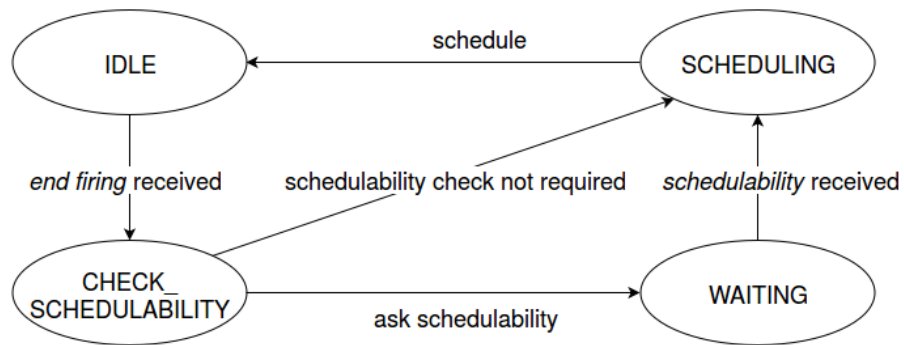 schedule
IDLE
SCHEDULING
end firing received
schedulability check not required
schedulability received
CHECK_
SCHEDULABILITY
WAITING
ask schedulability